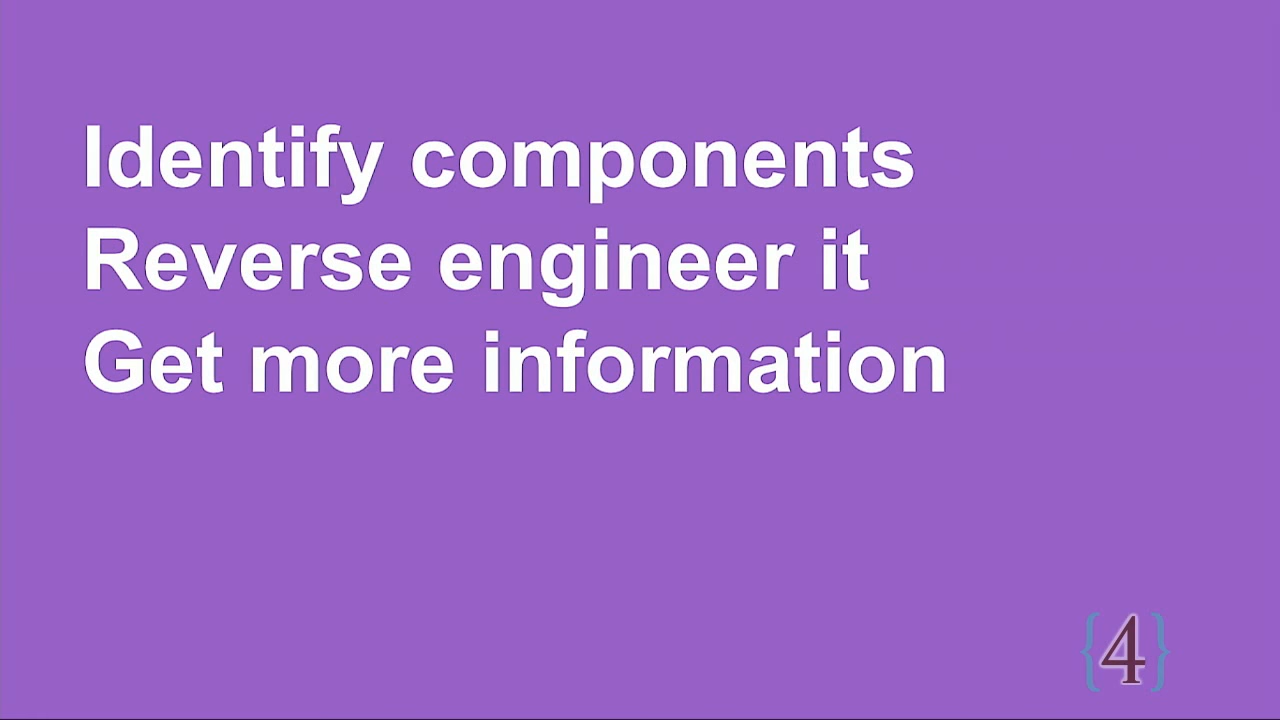 Identify components
Reverse engineer it
Get more information
{4}